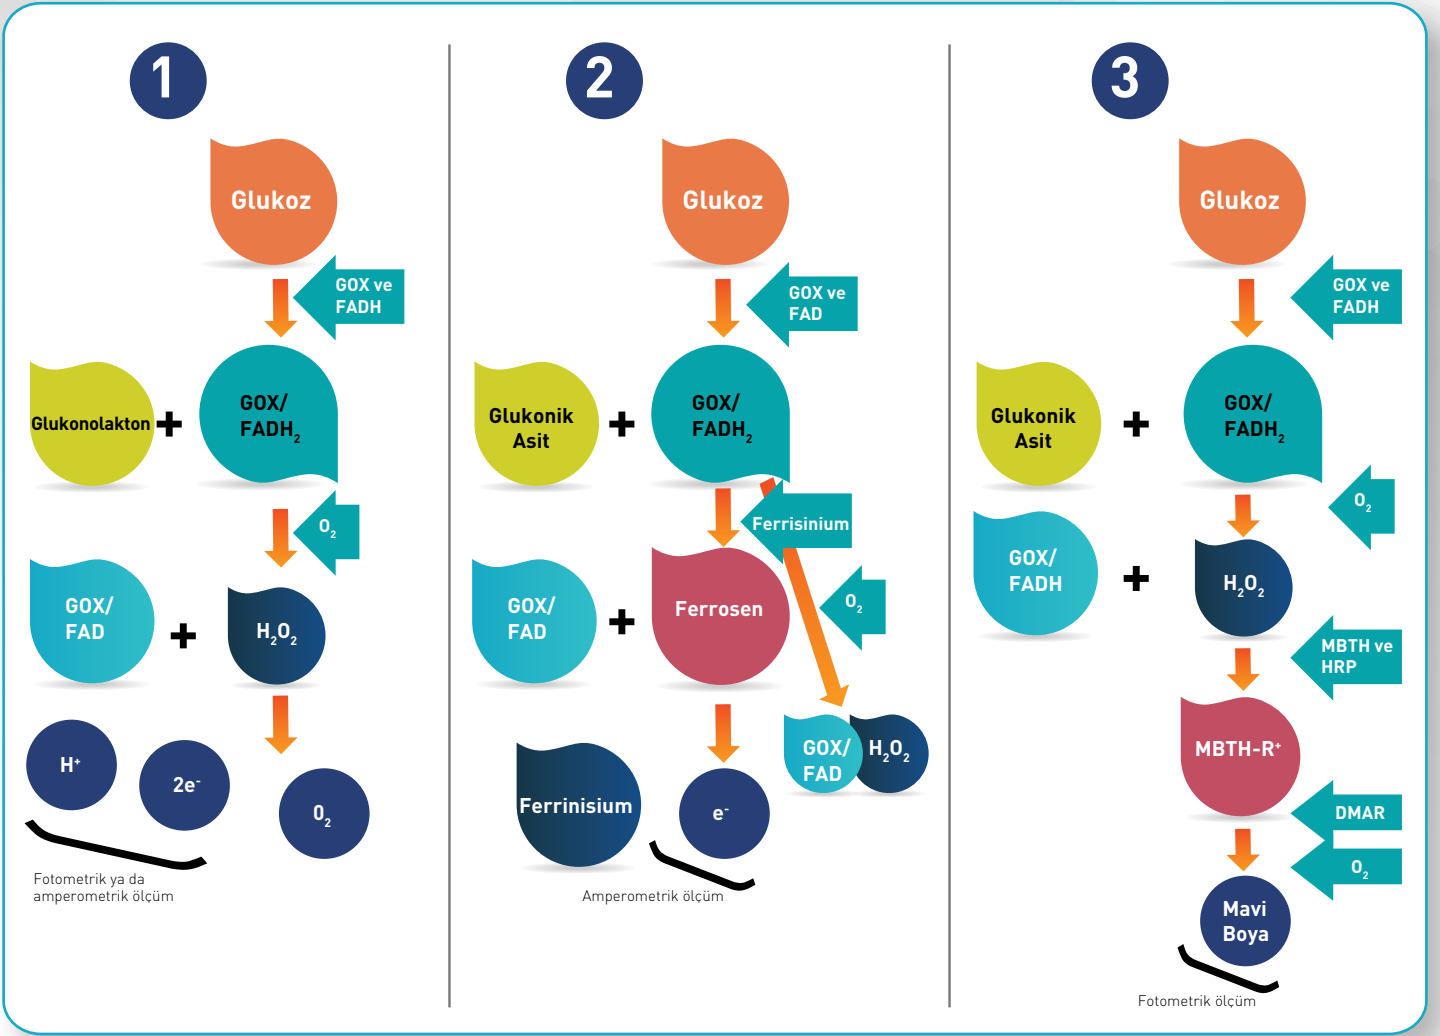 1
Glukoz
GOX ve
FADH
Glukonolakton
+
GOX/
FADH₂
O₂
GOX/
FAD
+
H₂O₂
H⁺
2e⁻
0₂
Fotometrik ya da
amperometrik ölçüm
2
Glukoz
GOX ve
FAD
Glukonik
Asit
+
GOX/
FADH₂
Ferrisinium
GOX/
FAD
+
Ferrosen
O₂
GOX/
FAD
H₂O₂
Ferrinisium
e⁻
Amperometrik ölçüm
3
Glukoz
GOX ve
FADH
Glukonik
Asit
+
GOX/
FADH₂
O₂
GOX/
FADH
+
H₂O₂
MBTH ve
HRP
MBTH-R⁺
DMAR
O₂
Mavi
Boya
Fotometrik ölçüm